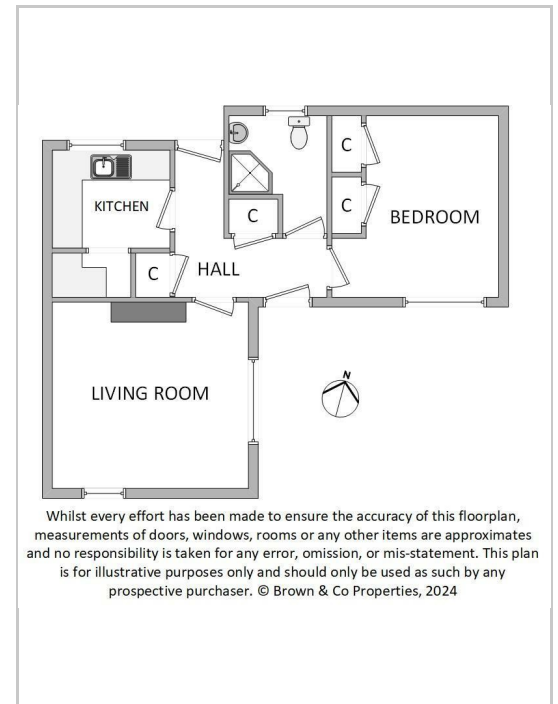 C
KITCHEN
C
C
BEDROOM
C
HALL
N
LIVING ROOM
Whilst every effort has been made to ensure the accuracy of this floorplan,
measurements of doors, windows, rooms or any other items are approximates
and no responsibility is taken for any error, omission, or mis-statement. This plan
is for illustrative purposes only and should only be used as such by any
prospective purchaser. © Brown & Co Properties, 2024